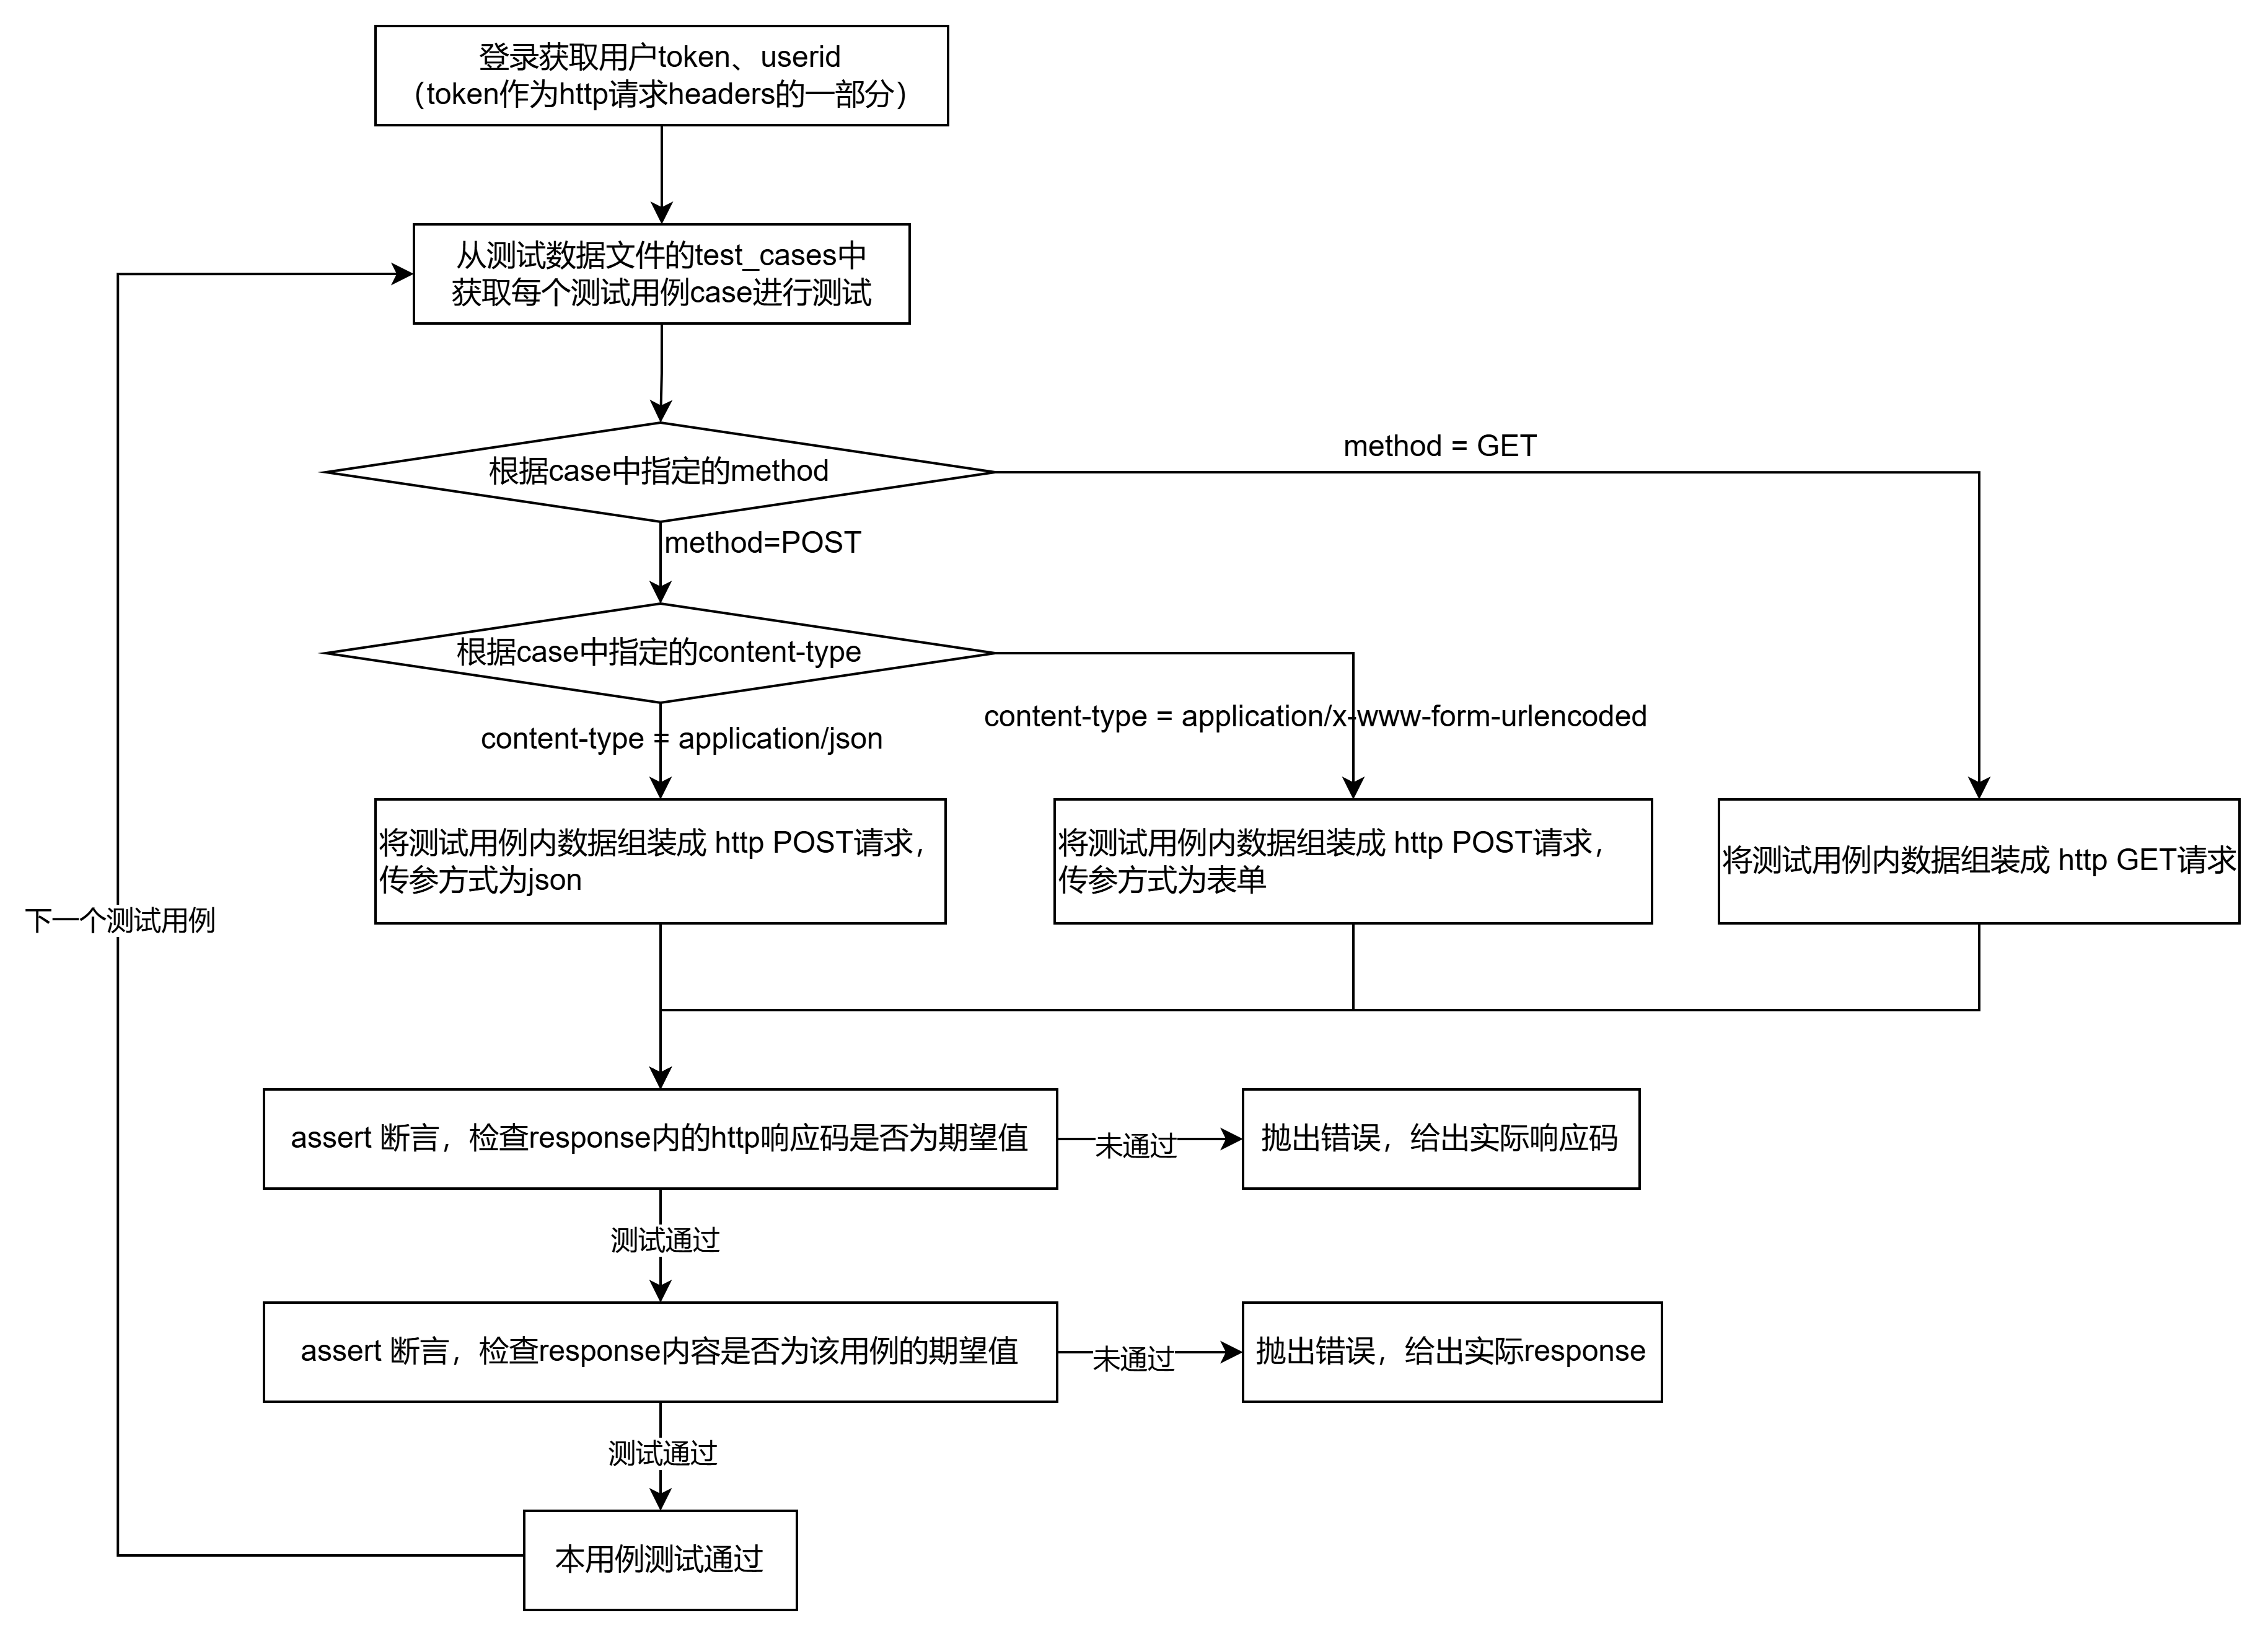 登录获取用户token、userid
（token作为http请求headers的一部分）
从测试数据文件的test_cases中
获取每个测试用例case进行测试
根据case中指定的method
method = GET
method=POST
根据case中指定的content-type
content-type = application/json
content-type = application/x-www-form-urlencoded
将测试用例内数据组装成 http POST请求，
传参方式为json
将测试用例内数据组装成 http POST请求，
传参方式为表单
将测试用例内数据组装成 http GET请求
下一个测试用例
assert 断言，检查response内的http响应码是否为期望值
未通过
抛出错误，给出实际响应码
测试通过
assert 断言，检查response内容是否为该用例的期望值
未通过
抛出错误，给出实际response
测试通过
本用例测试通过